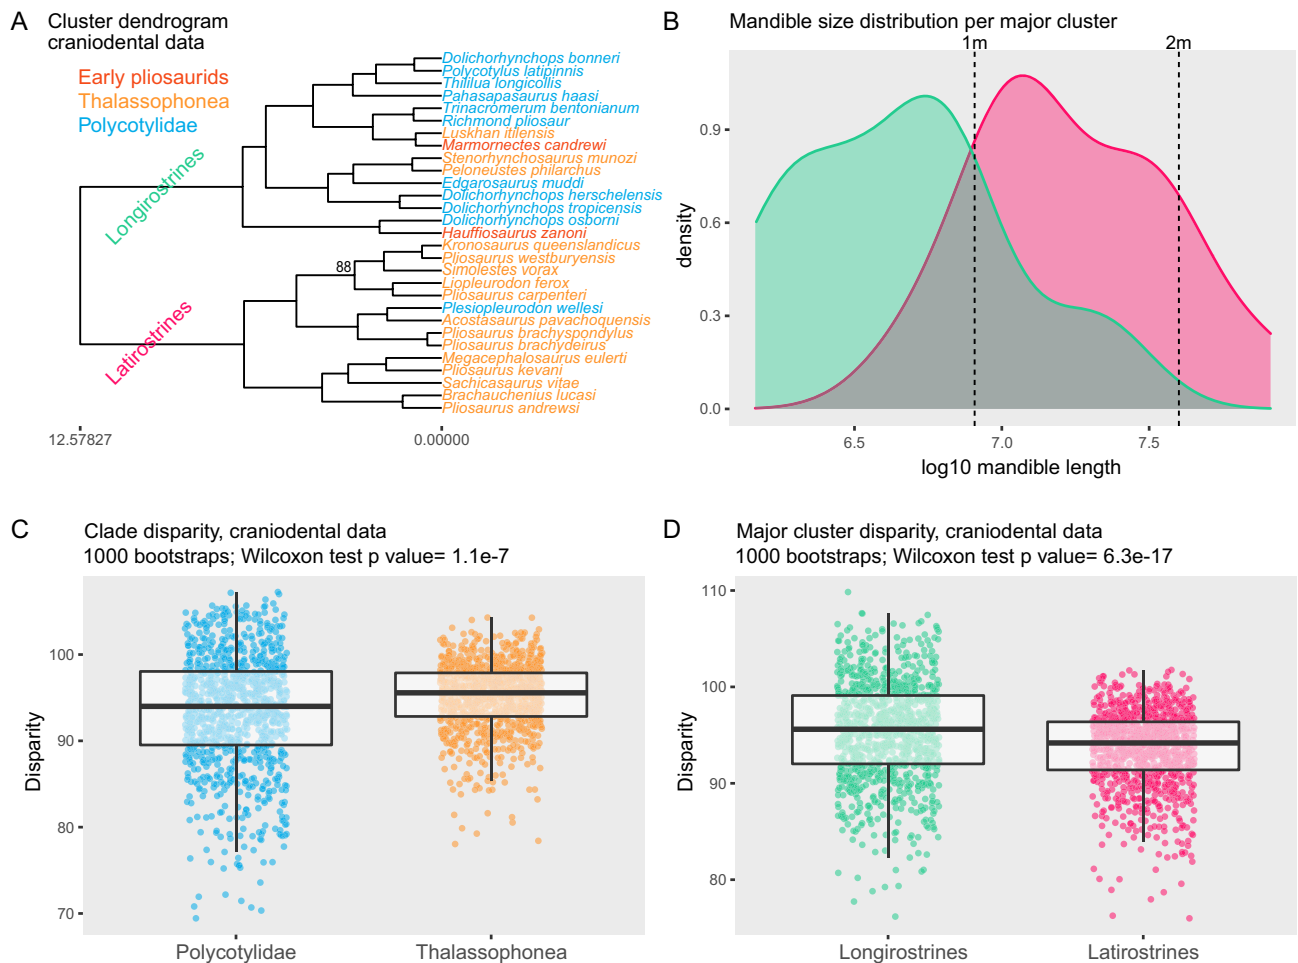 A
Cluster dendrogram
craniodental data
Early pliosaurids
Thalassophonea
Polycotylidae
Longirostrines
Latirostrines
88
Dolichorhynchops bonneri
Polycotylus latipinnis
Thililua longicollis
Pahasapasaurus haasi
Trinacromerum bentonianum
Richmond pliosaur
Luskhan itilensis
Marmornectes candrewi
Stenorhynchosaurus munozi
Peloneustes philarchus
Edgarosaurus muddi
Dolichorhynchops herschelensis
Dolichorhynchops tropicensis
Dolichorhynchops osborni
Hauffiosaurus zanoni
Kronosaurus queenslandicus
Pliosaurus westburyensis
Simolestes vorax
Liopleurodon ferox
Pliosaurus carpenteri
Plesiopleurodon wellesi
Acostasaurus pavachoquensis
Pliosaurus brachyspondylus
Pliosaurus brachydeirus
Megacephalosaurus eulerti
Pliosaurus kevani
Sachicasaurus vitae
Brachauchenius lucasi
Pliosaurus andrewsi
12.57827 0.00000
B
Mandible size distribution per major cluster
1m 2m
density
0.9
0.6
0.3
0.0
6.5 7.0 7.5
log10 mandible length
C
Clade disparity, craniodental data
1000 bootstraps; Wilcoxon test p value= 1.1e-7
Disparity
100
90
80
70
Polycotylidae Thalassophonea
D
Major cluster disparity, craniodental data
1000 bootstraps; Wilcoxon test p value= 6.3e-17
Disparity
110
100
90
80
Longirostrines Latirostrines